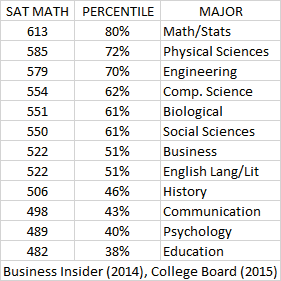 SAT MATH PERCENTILE MAJOR
613 80% Math/Stats
585 72% Physical Sciences
579 70% Engineering
554 62% Comp. Science
551 61% Biological
550 61% Social Sciences
522 51% Business
522 51% English Lang/Lit
506 46% History
498 43% Communication
489 40% Psychology
482 38% Education
Business Insider (2014), College Board (2015)